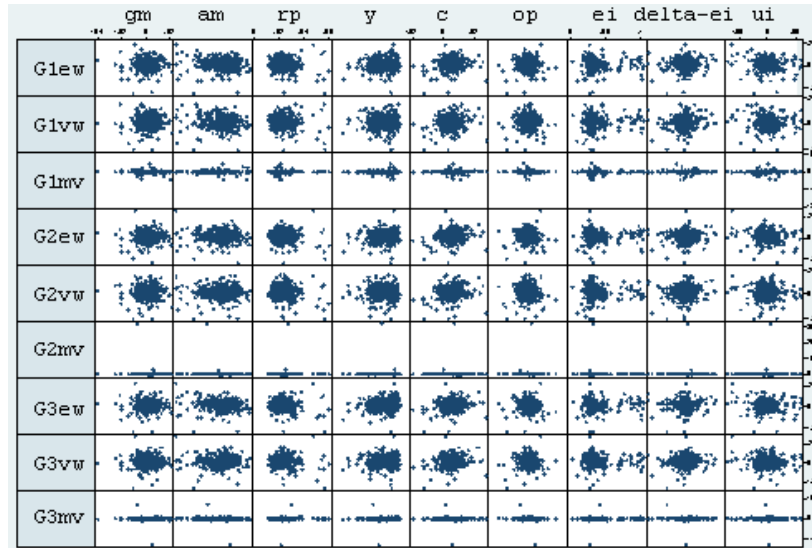 gm am rp y c op ei delta-ei ui
G1ew
G1vw
G1mv
G2ew
G2vw
G2mv
G3ew
G3vw
G3mv